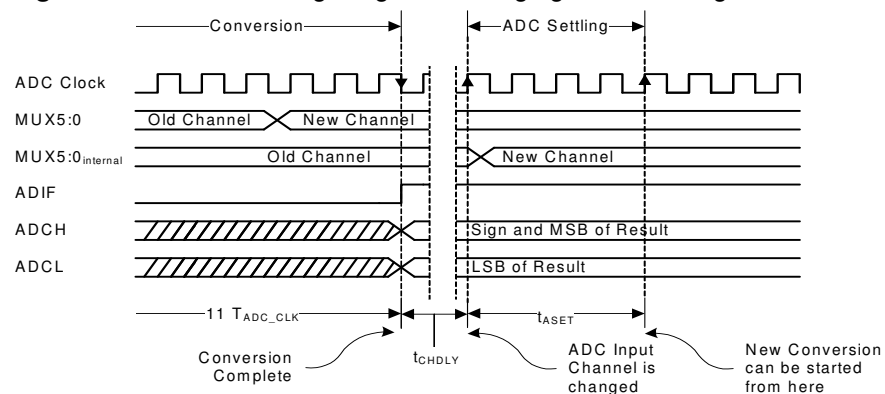 Conversion
ADC Settling
ADC Clock
MUX5:0 Old Channel New Channel
MUX5:0internal Old Channel New Channel
ADIF
ADCH Sign and MSB of Result
ADCL LSB of Result
11 TADC_CLK
tASET
Conversion
Complete
tCHDLY
ADC Input
Channel is
changed
New Conversion
can be started
from here